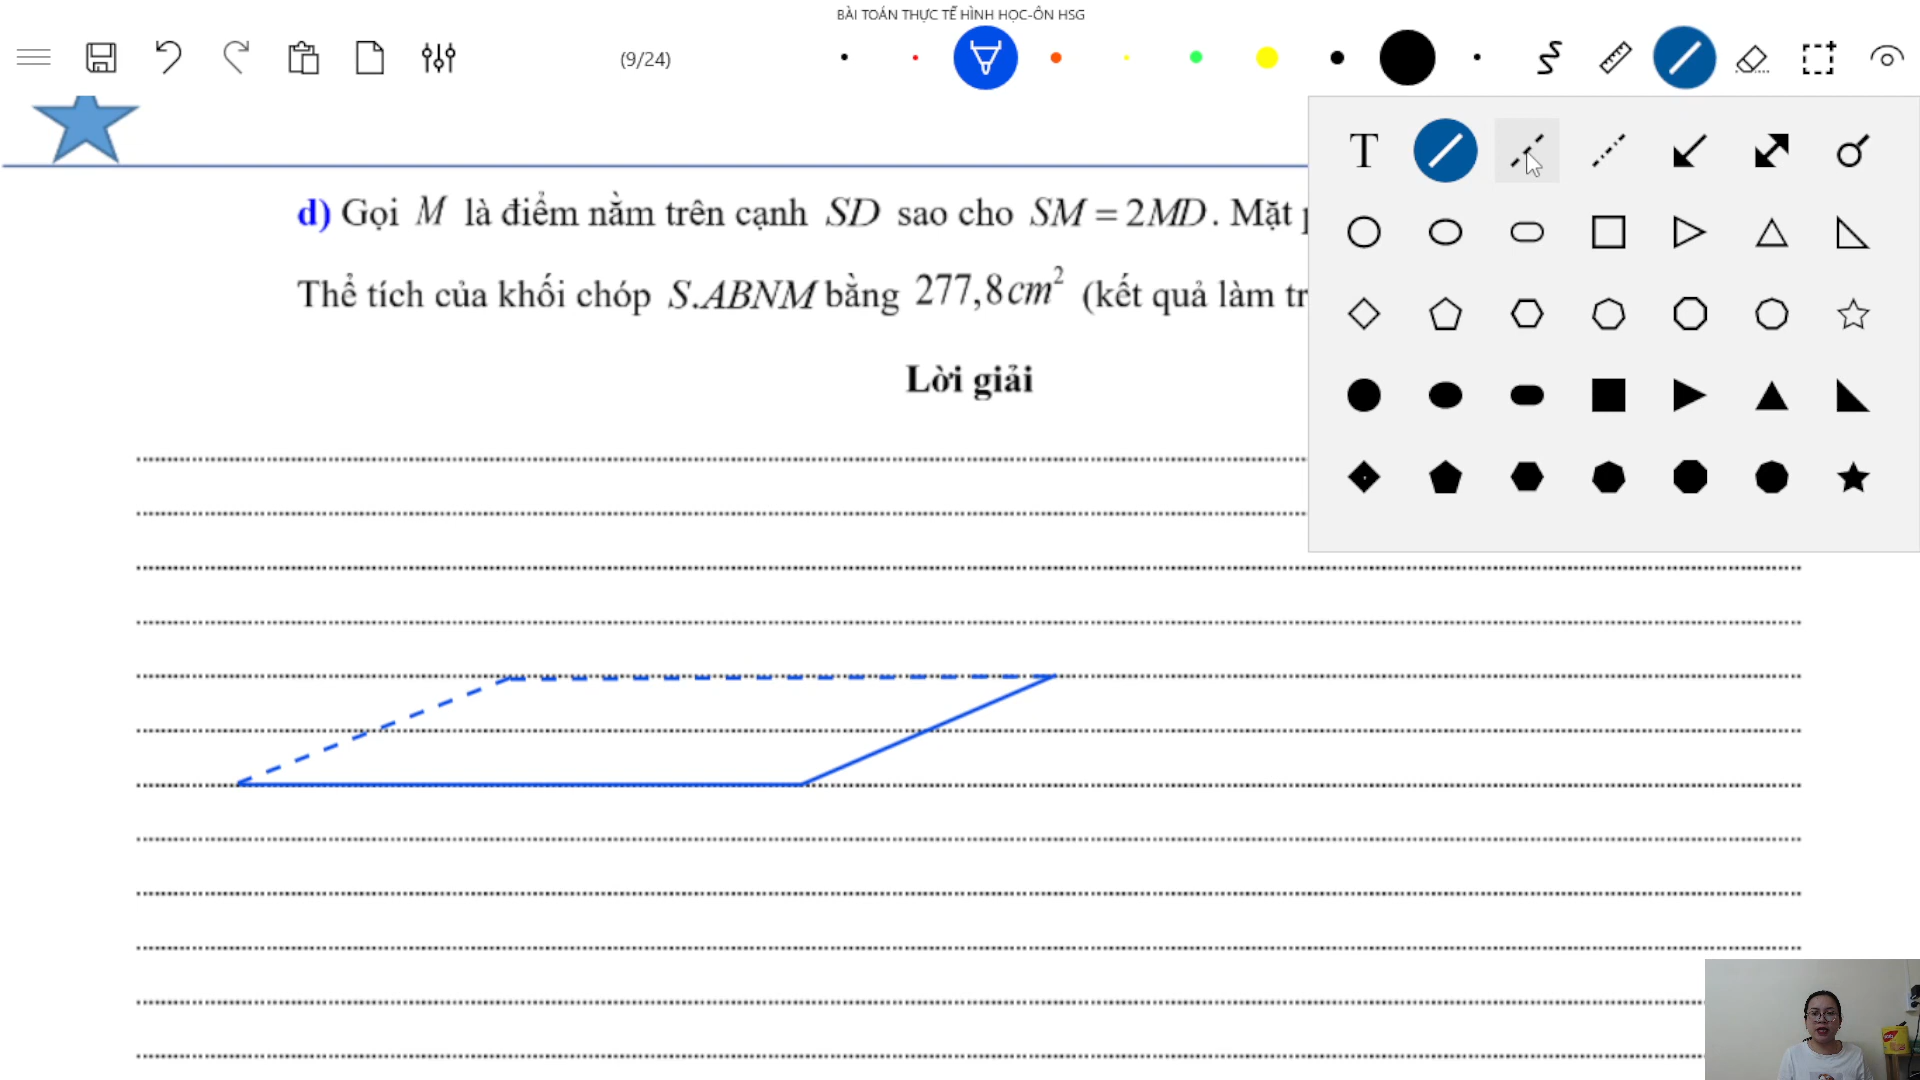 BÀI TOÁN THỰC TẾ HÌNH HỌC-ÔN HSG
(9/24)
T
d) Gọi M là điểm nằm trên cạnh SD sao cho SM = 2MD. Mặt
Thể tích của khối chóp S.ABNM bằng 277,8cm² (kết quả làm tr
Lời giải